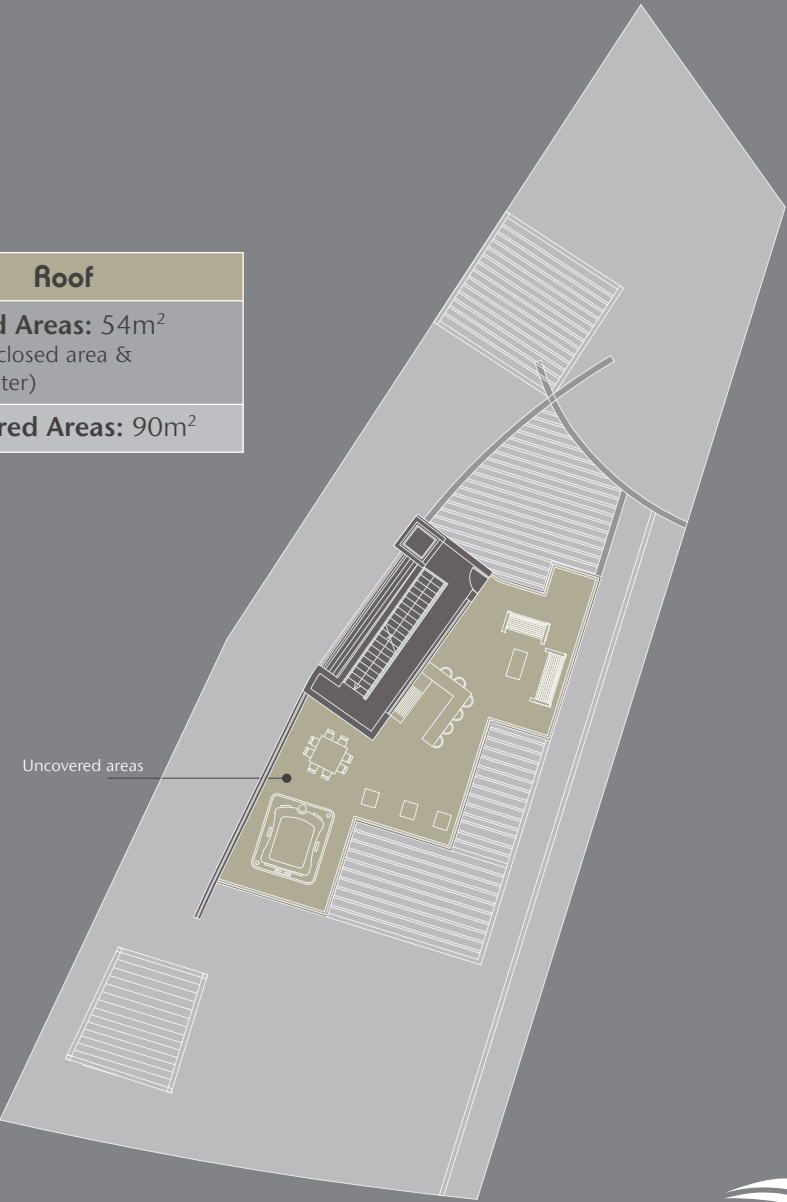 Roof
d Areas: 54m²
closed area &
ter)
red Areas: 90m²
Uncovered areas